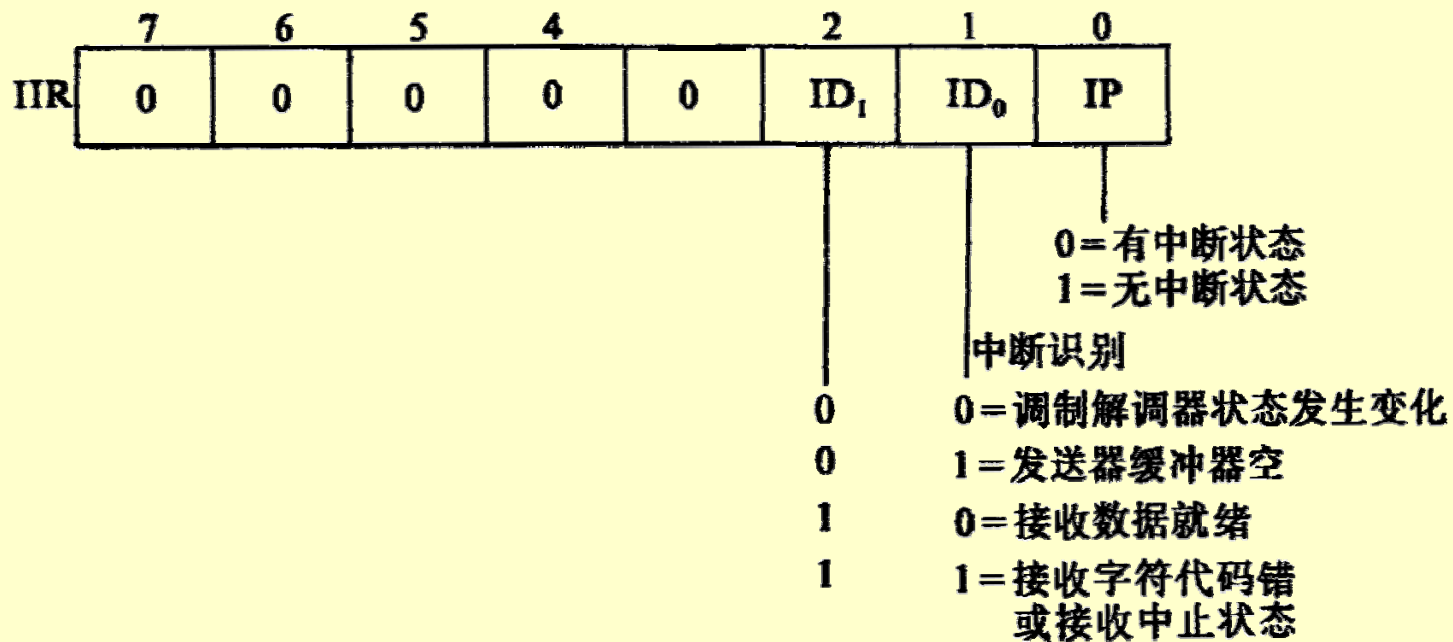 7 6 5 4 2 1 0
IIR 0 0 0 0 0 ID₁ ID₀ IP
0=有中断状态
1=无中断状态
中断识别
0 0=调制解调器状态发生变化
0 1=发送器缓冲器空
1 0=接收数据就绪
1 1=接收字符代码错
或接收中止状态